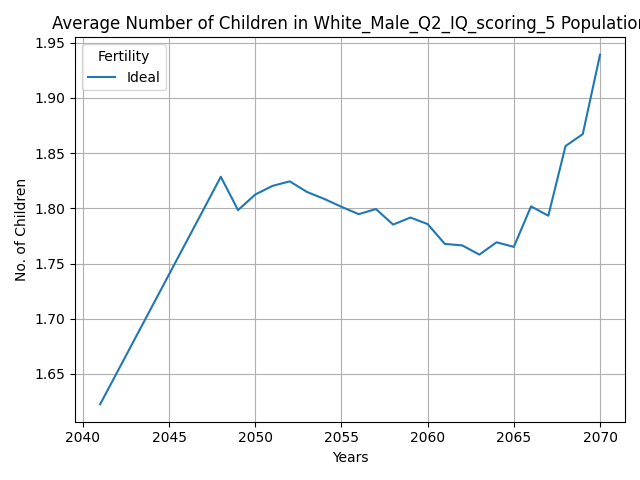 Average Number of Children in White_Male_Q2_IQ_scoring_5 Population
1.95
1.90
1.85
1.80
1.75
1.70
1.65
No. of Children
Fertility
Ideal
2040 2045 2050 2055 2060 2065 2070
Years